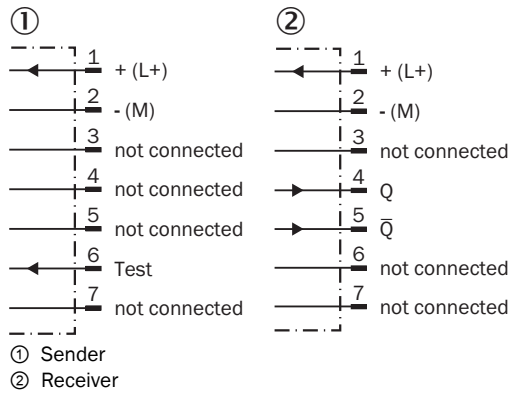 ① ②
1 + (L+) 1 + (L+)
2 - (M) 2 - (M)
3 not connected 3 not connected
4 not connected 4 Q
5 not connected 5 Q̅
6 Test 6 not connected
7 not connected 7 not connected
① Sender
② Receiver